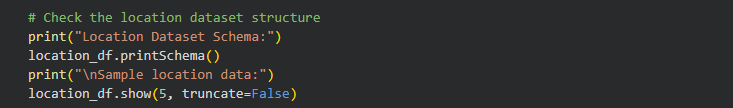 # Check the location dataset structure
print("Location Dataset Schema:")
location_df.printSchema()
print("\nSample location data:")
location_df.show(5, truncate=False)